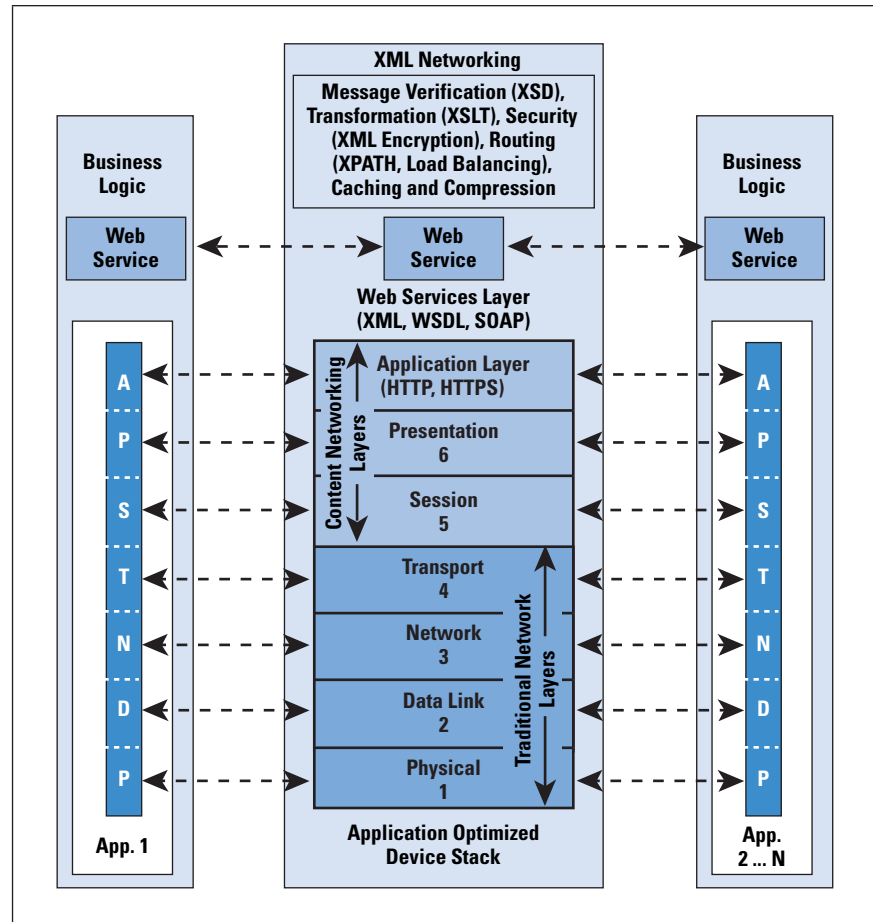 XML Networking
Message Verification (XSD),
Transformation (XSLT), Security
(XML Encryption), Routing
(XPATH, Load Balancing),
Caching and Compression
Business
Logic
Business
Logic
Web
Service
Web
Service
Web
Service
Web Services Layer
(XML, WSDL, SOAP)
Content Networking
Layers
A
Application Layer
(HTTP, HTTPS)
A
P
Presentation
6
P
S
Session
5
S
Traditional Network
Layers
T
Transport
4
T
N
Network
3
N
D
Data Link
2
D
P
Physical
1
P
App. 1
Application Optimized
Device Stack
App.
2 ... N